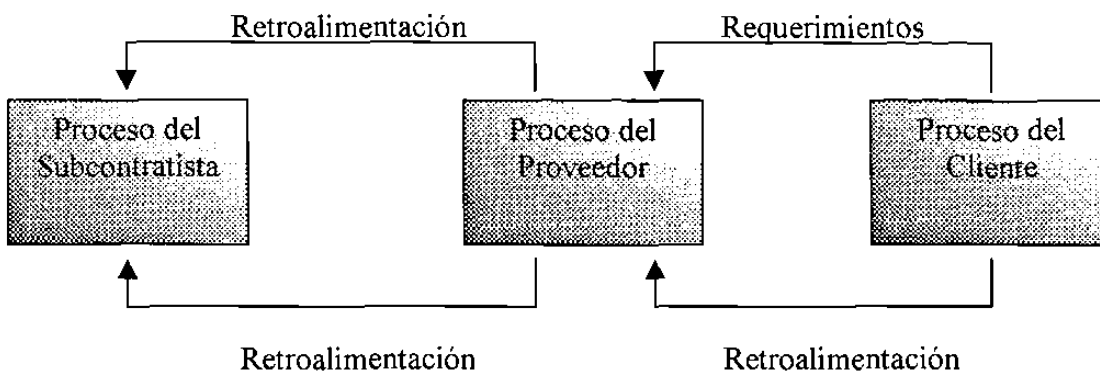 Retroalimentación
Requerimientos
Proceso del
Subcontratista
Proceso del
Proveedor
Proceso del
Cliente
Retroalimentación
Retroalimentación